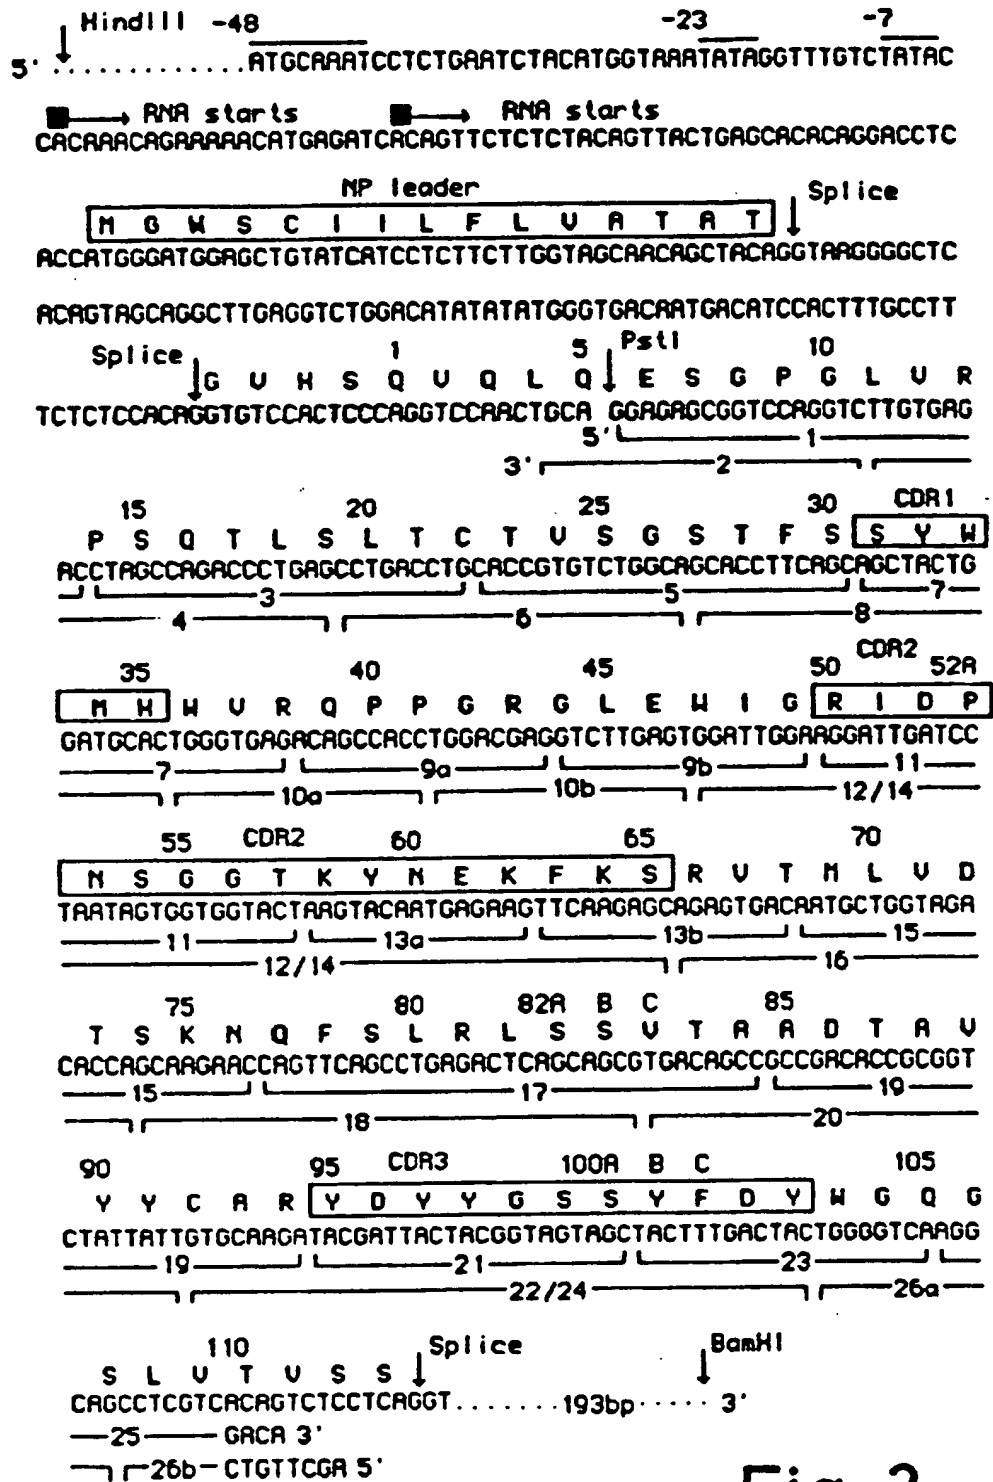 HindIII -48 -23 -7
5' ............ATGCAAATCCTCTGAATCTACATGGTAAATATAGGTTTGTCTATAC
RNA starts RNA starts
CACAAACAGAAAAACATGAGATCACAGTTCTCTCTACAGTTACTGAGCACACAGGACCTC
NP leader Splice
M G W S C I I L F L V A T A T
ACCATGGGATGGAGCTGTATCATCCTCTTCTTGGTAGCAACAGCTACAGGTAAGGGGCTC
ACAGTAGCAGGCTTGAGGTCTGGACATATATATGGGTGACAATGACATCCACTTTGCCTT
Splice 1 5 PstI 10
G V H S Q V Q L Q E S G P G L V R
TCTCTCCACAGGTGTCCACTCCCAGGTCCAACTGCA GGAGAGCGGTCCAGGTCTTGTGAG
5' 1
3' 2
15 20 25 30 CDR1
P S Q T L S L T C T V S G S T F S S Y W
ACCTAGCCAGACCCTGAGCCTGACCTGCACCGTGTCTGGCAGCACCTTCAGCAGCTACTG
3 5 7
4 6 8
35 40 45 50 CDR2 52A
M H W V R Q P P G R G L E W I G R I D P
GATGCACTGGGTGAGACAGCCACCTGGACGAGGTCTTGAGTGGATTGGAAGGATTGATCC
7 9a 9b 11
10a 10b 12/14
55 CDR2 60 65 70
N S G G T K Y N E K F K S R V T M L V D
TAATAGTGGTGGTACTAAGTACAATGAGAAGTTCAAGAGCAGAGTGACAATGCTGGTAGA
11 13a 13b 15
12/14 16
75 80 82A B C 85
T S K N Q F S L R L S S V T A A D T A V
CACCAGCAAGAACCAGTTCAGCCTGAGACTCAGCAGCGTGACAGCCGCCGACACCGCGGT
15 17 19
18 20
90 95 CDR3 100A B C 105
Y Y C A R Y D Y Y G S S Y F D Y W G Q G
CTATTATTGTGCAAGATACGATTACTACGGTAGTAGCTACTTTGACTACTGGGGTCAAGG
19 21 23
22/24 26a
110 Splice BamHI
S L V T V S S
CAGCCTCGTCACAGTCTCCTCAGGT.......193bp..... 3'
25 GACA 3'
26b CTGTTCGA 5'